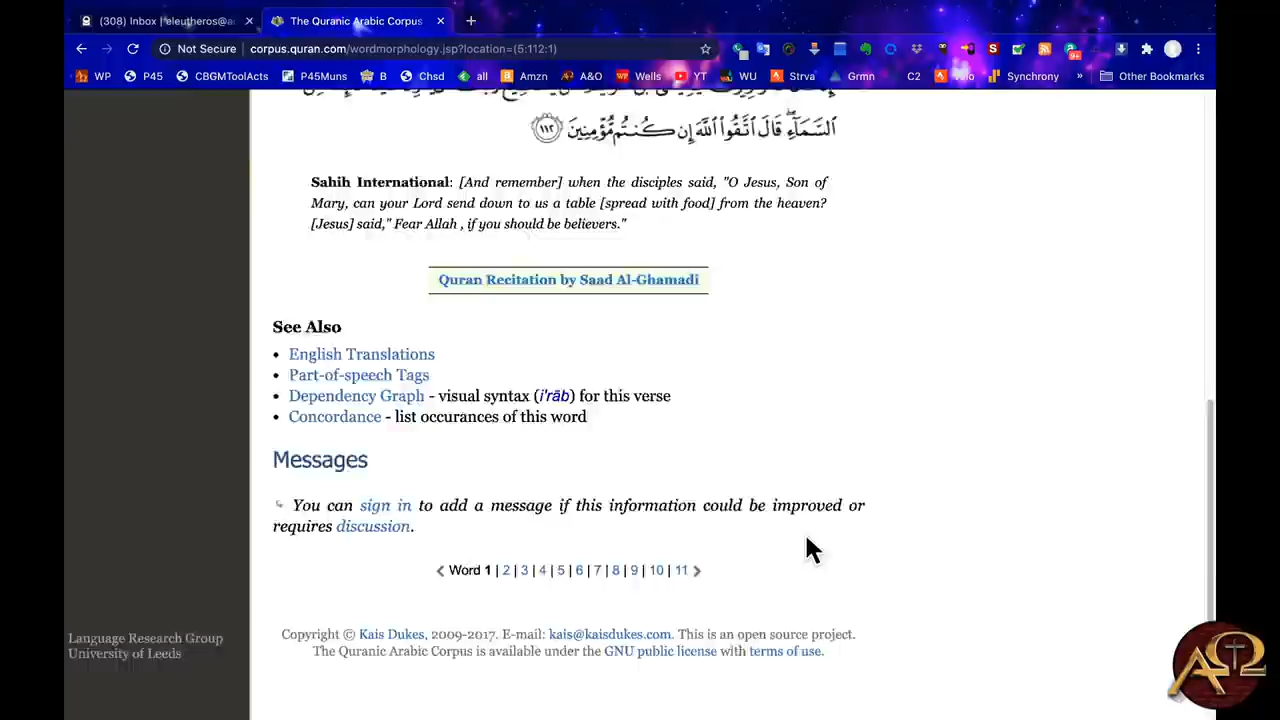 (308) Inbox | eleutheros@a
The Quranic Arabic Corpus
Not Secure | corpus.quran.com/wordmorphology.jsp?location=(5:112:1)
WP P45 CBGMToolActs P45Muns B Chsd all Amzn A&O Wells YT WU Strva Grmn C2 Synchrony » Other Bookmarks
ٱلسَّمَآءِ ۖ قَالَ ٱتَّقُوا۟ ٱللَّهَ إِن كُنتُم مُّؤْمِنِينَ ١١٢
Sahih International: [And remember] when the disciples said, "O Jesus, Son of
Mary, can your Lord send down to us a table [spread with food] from the heaven?
[Jesus] said," Fear Allah , if you should be believers."
Quran Recitation by Saad Al-Ghamadi
See Also
• English Translations
• Part-of-speech Tags
• Dependency Graph - visual syntax (i'rāb) for this verse
• Concordance - list occurances of this word
Messages
You can sign in to add a message if this information could be improved or
requires discussion.
Word 1 | 2 | 3 | 4 | 5 | 6 | 7 | 8 | 9 | 10 | 11
Language Research Group
University of Leeds
Copyright © Kais Dukes, 2009-2017. E-mail: kais@kaisdukes.com. This is an open source project.
The Quranic Arabic Corpus is available under the GNU public license with terms of use.
ΑΩ